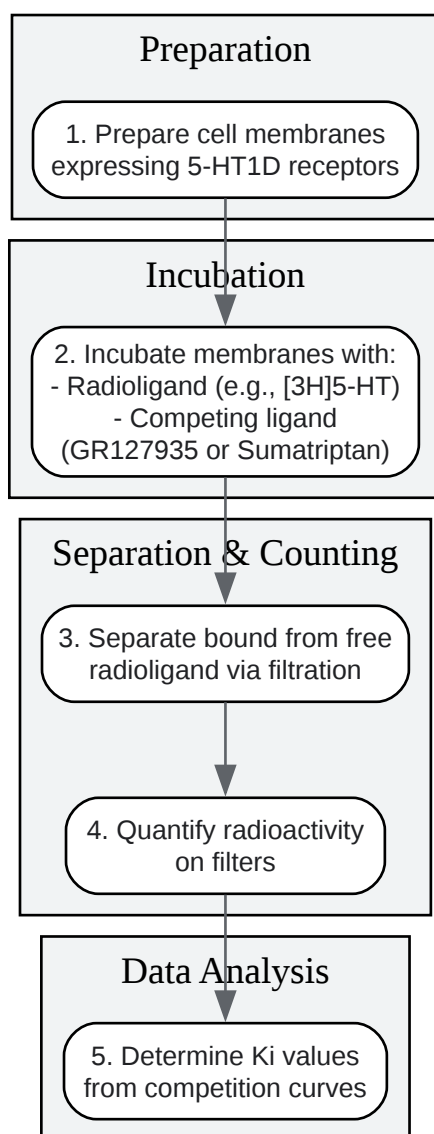 Preparation
1. Prepare cell membranes
expressing 5-HT1D receptors
Incubation
2. Incubate membranes with:
- Radioligand (e.g., [3H]5-HT)
- Competing ligand
(GR127935 or Sumatriptan)
Separation & Counting
3. Separate bound from free
radioligand via filtration
4. Quantify radioactivity
on filters
Data Analysis
5. Determine Ki values
from competition curves